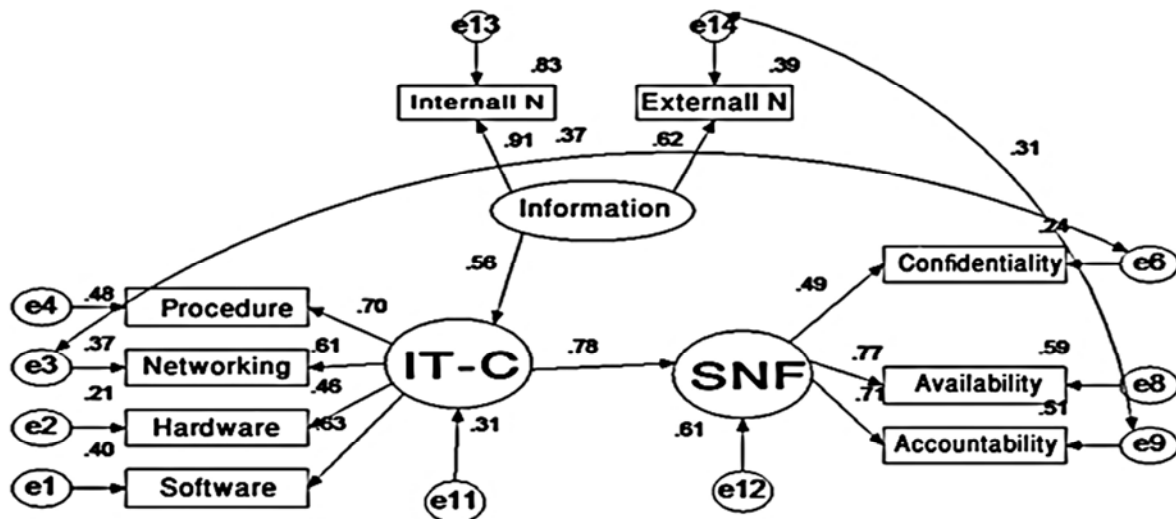 e13
e14
.83
.39
Internall N
Externall N
.91
.37
.62
.31
Information
.24
.56
Confidentiality
e6
e4
.48
Procedure
.70
.49
e3
.37
Networking
.61
IT-C
.78
SNF
.77
.59
Availability
e8
.21
.46
.71
.51
e2
Hardware
.63
.31
.61
Accountability
e9
.40
e1
Software
e11
e12